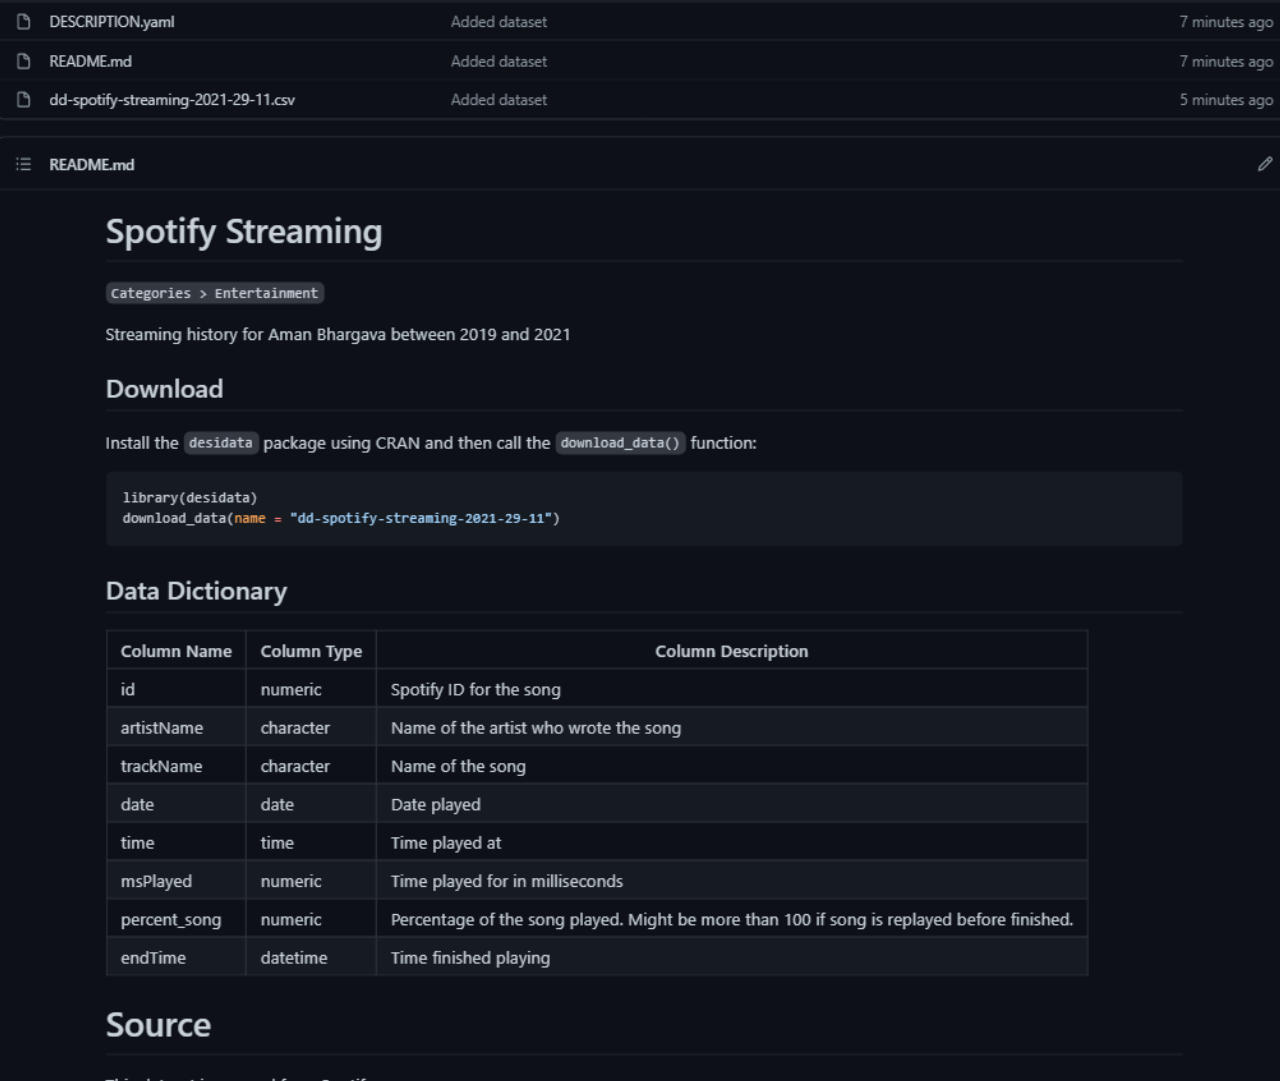 DESCRIPTION.yaml Added dataset 7 minutes ago
README.md Added dataset 7 minutes ago
dd-spotify-streaming-2021-29-11.csv Added dataset 5 minutes ago
README.md
Spotify Streaming
Categories > Entertainment
Streaming history for Aman Bhargava between 2019 and 2021
Download
Install the desidata package using CRAN and then call the download_data() function:
library(desidata)
download_data(name = "dd-spotify-streaming-2021-29-11")
Data Dictionary
Column Name Column Type Column Description
id numeric Spotify ID for the song
artistName character Name of the artist who wrote the song
trackName character Name of the song
date date Date played
time time Time played at
msPlayed numeric Time played for in milliseconds
percent_song numeric Percentage of the song played. Might be more than 100 if song is replayed before finished.
endTime datetime Time finished playing
Source